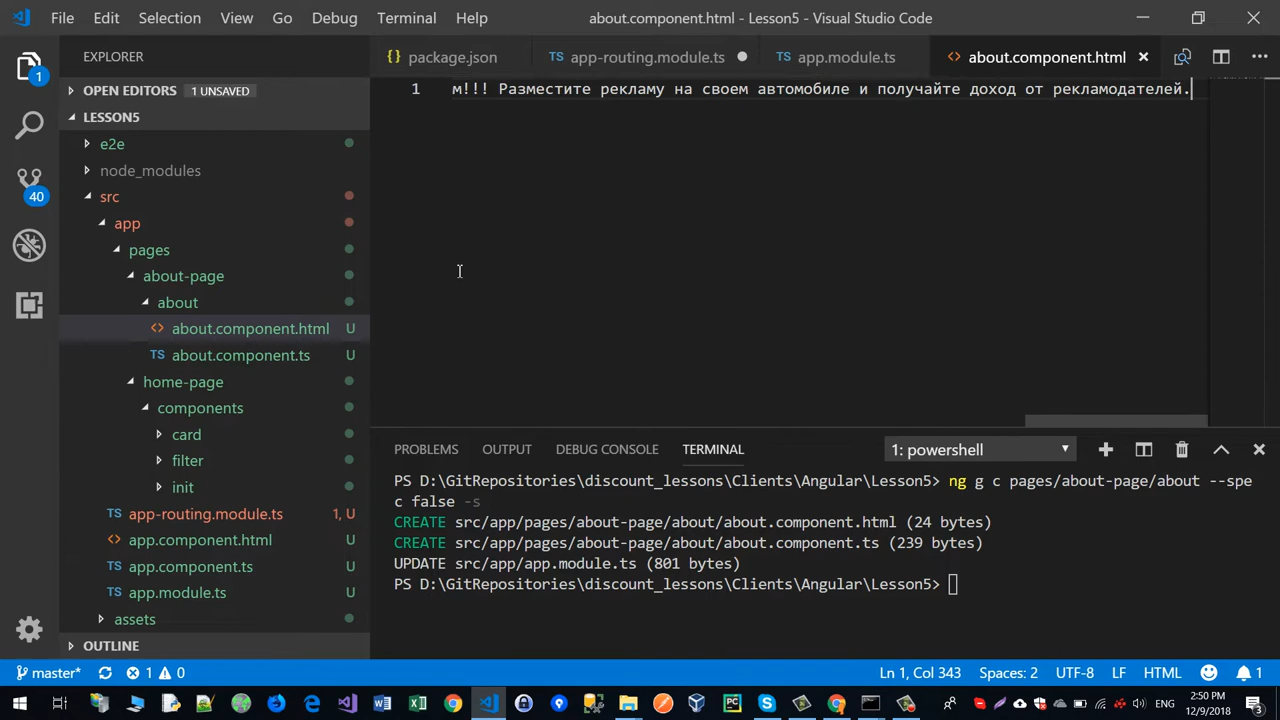 File Edit Selection View Go Debug Terminal Help about.component.html - Lesson5 - Visual Studio Code
EXPLORER
package.json TS app-routing.module.ts TS app.module.ts <> about.component.html
OPEN EDITORS 1 UNSAVED
1 м!!! Разместите рекламу на своем автомобиле и получайте доход от рекламодателей.
LESSON5
e2e
node_modules
src
app
pages
about-page
about
<> about.component.html U
TS about.component.ts U
home-page
components
card
filter
init
TS app-routing.module.ts 1, U
<> app.component.html U
TS app.component.ts U
TS app.module.ts U
assets
OUTLINE
1
40
PROBLEMS OUTPUT DEBUG CONSOLE TERMINAL 1: powershell
PS D:\GitRepositories\discount_lessons\Clients\Angular\Lesson5> ng g c pages/about-page/about --spe
c false -s
CREATE src/app/pages/about-page/about/about.component.html (24 bytes)
CREATE src/app/pages/about-page/about/about.component.ts (239 bytes)
UPDATE src/app/app.module.ts (801 bytes)
PS D:\GitRepositories\discount_lessons\Clients\Angular\Lesson5>
master* 1 0 Ln 1, Col 343 Spaces: 2 UTF-8 LF HTML 1
ENG 2:50 PM
12/9/2018 3